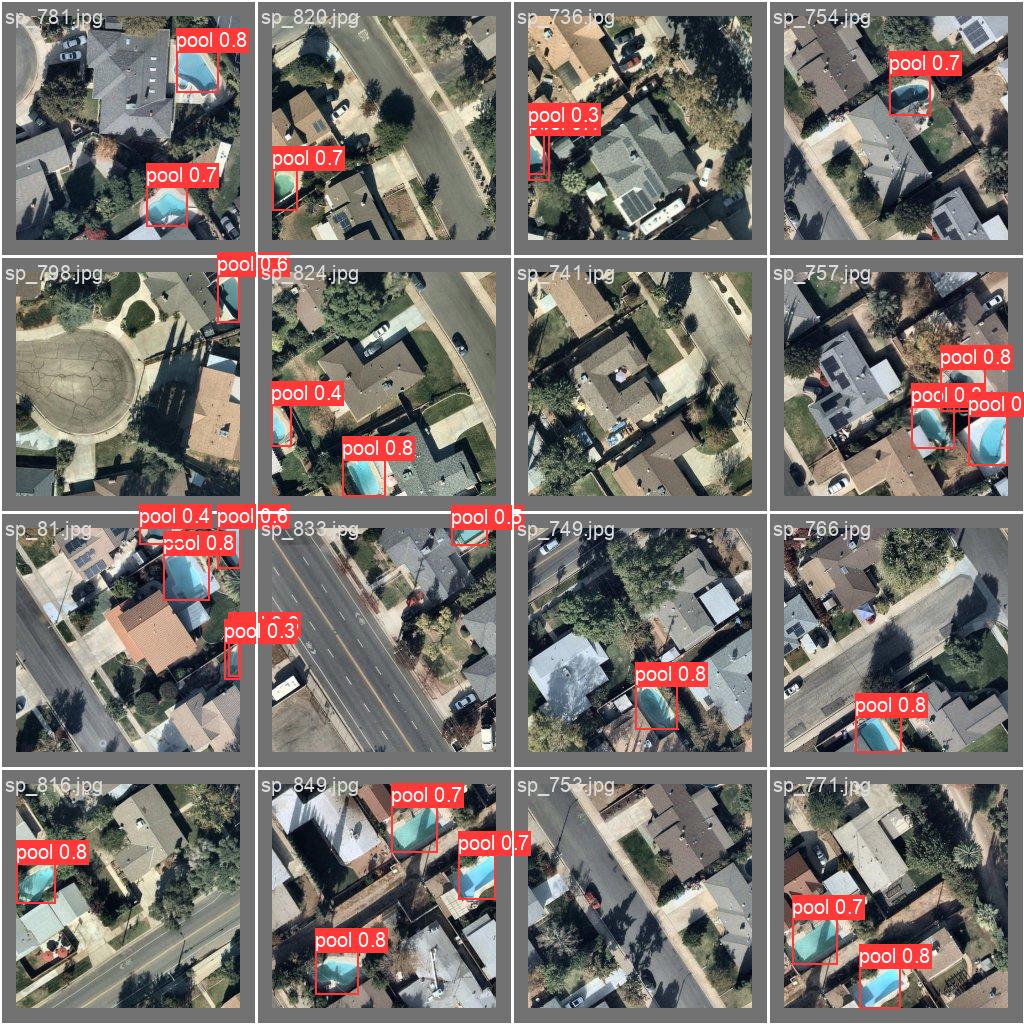 sp_781.jpg
pool 0.8
pool 0.7
sp_820.jpg
pool 0.7
sp_736.jpg
pool 0.3
sp_754.jpg
pool 0.7
sp_798.jpg
pool 0.6
sp_824.jpg
pool 0.4
pool 0.8
sp_741.jpg
sp_757.jpg
pool 0.8
pool 0.8
pool 0
sp_81.jpg
pool 0.4
pool 0.6
pool 0.8
pool 0.3
sp_833.jpg
pool 0.5
sp_749.jpg
pool 0.8
sp_766.jpg
pool 0.8
sp_816.jpg
pool 0.8
sp_849.jpg
pool 0.7
pool 0.7
pool 0.8
sp_753.jpg
sp_771.jpg
pool 0.7
pool 0.8